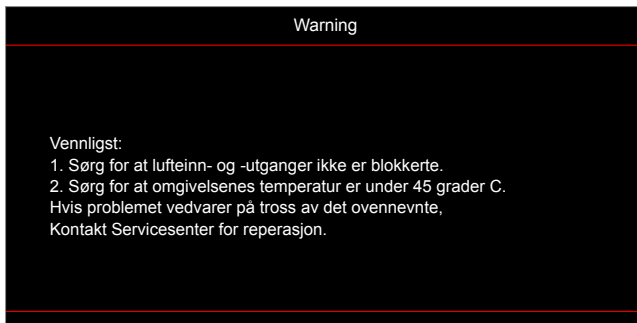 Warning
Vennligst:
1. Sørg for at lufteinn- og -utganger ikke er blokkerte.
2. Sørg for at omgivelsenes temperatur er under 45 grader C.
Hvis problemet vedvarer på tross av det ovennevnte,
Kontakt Servicesenter for reperasjon.